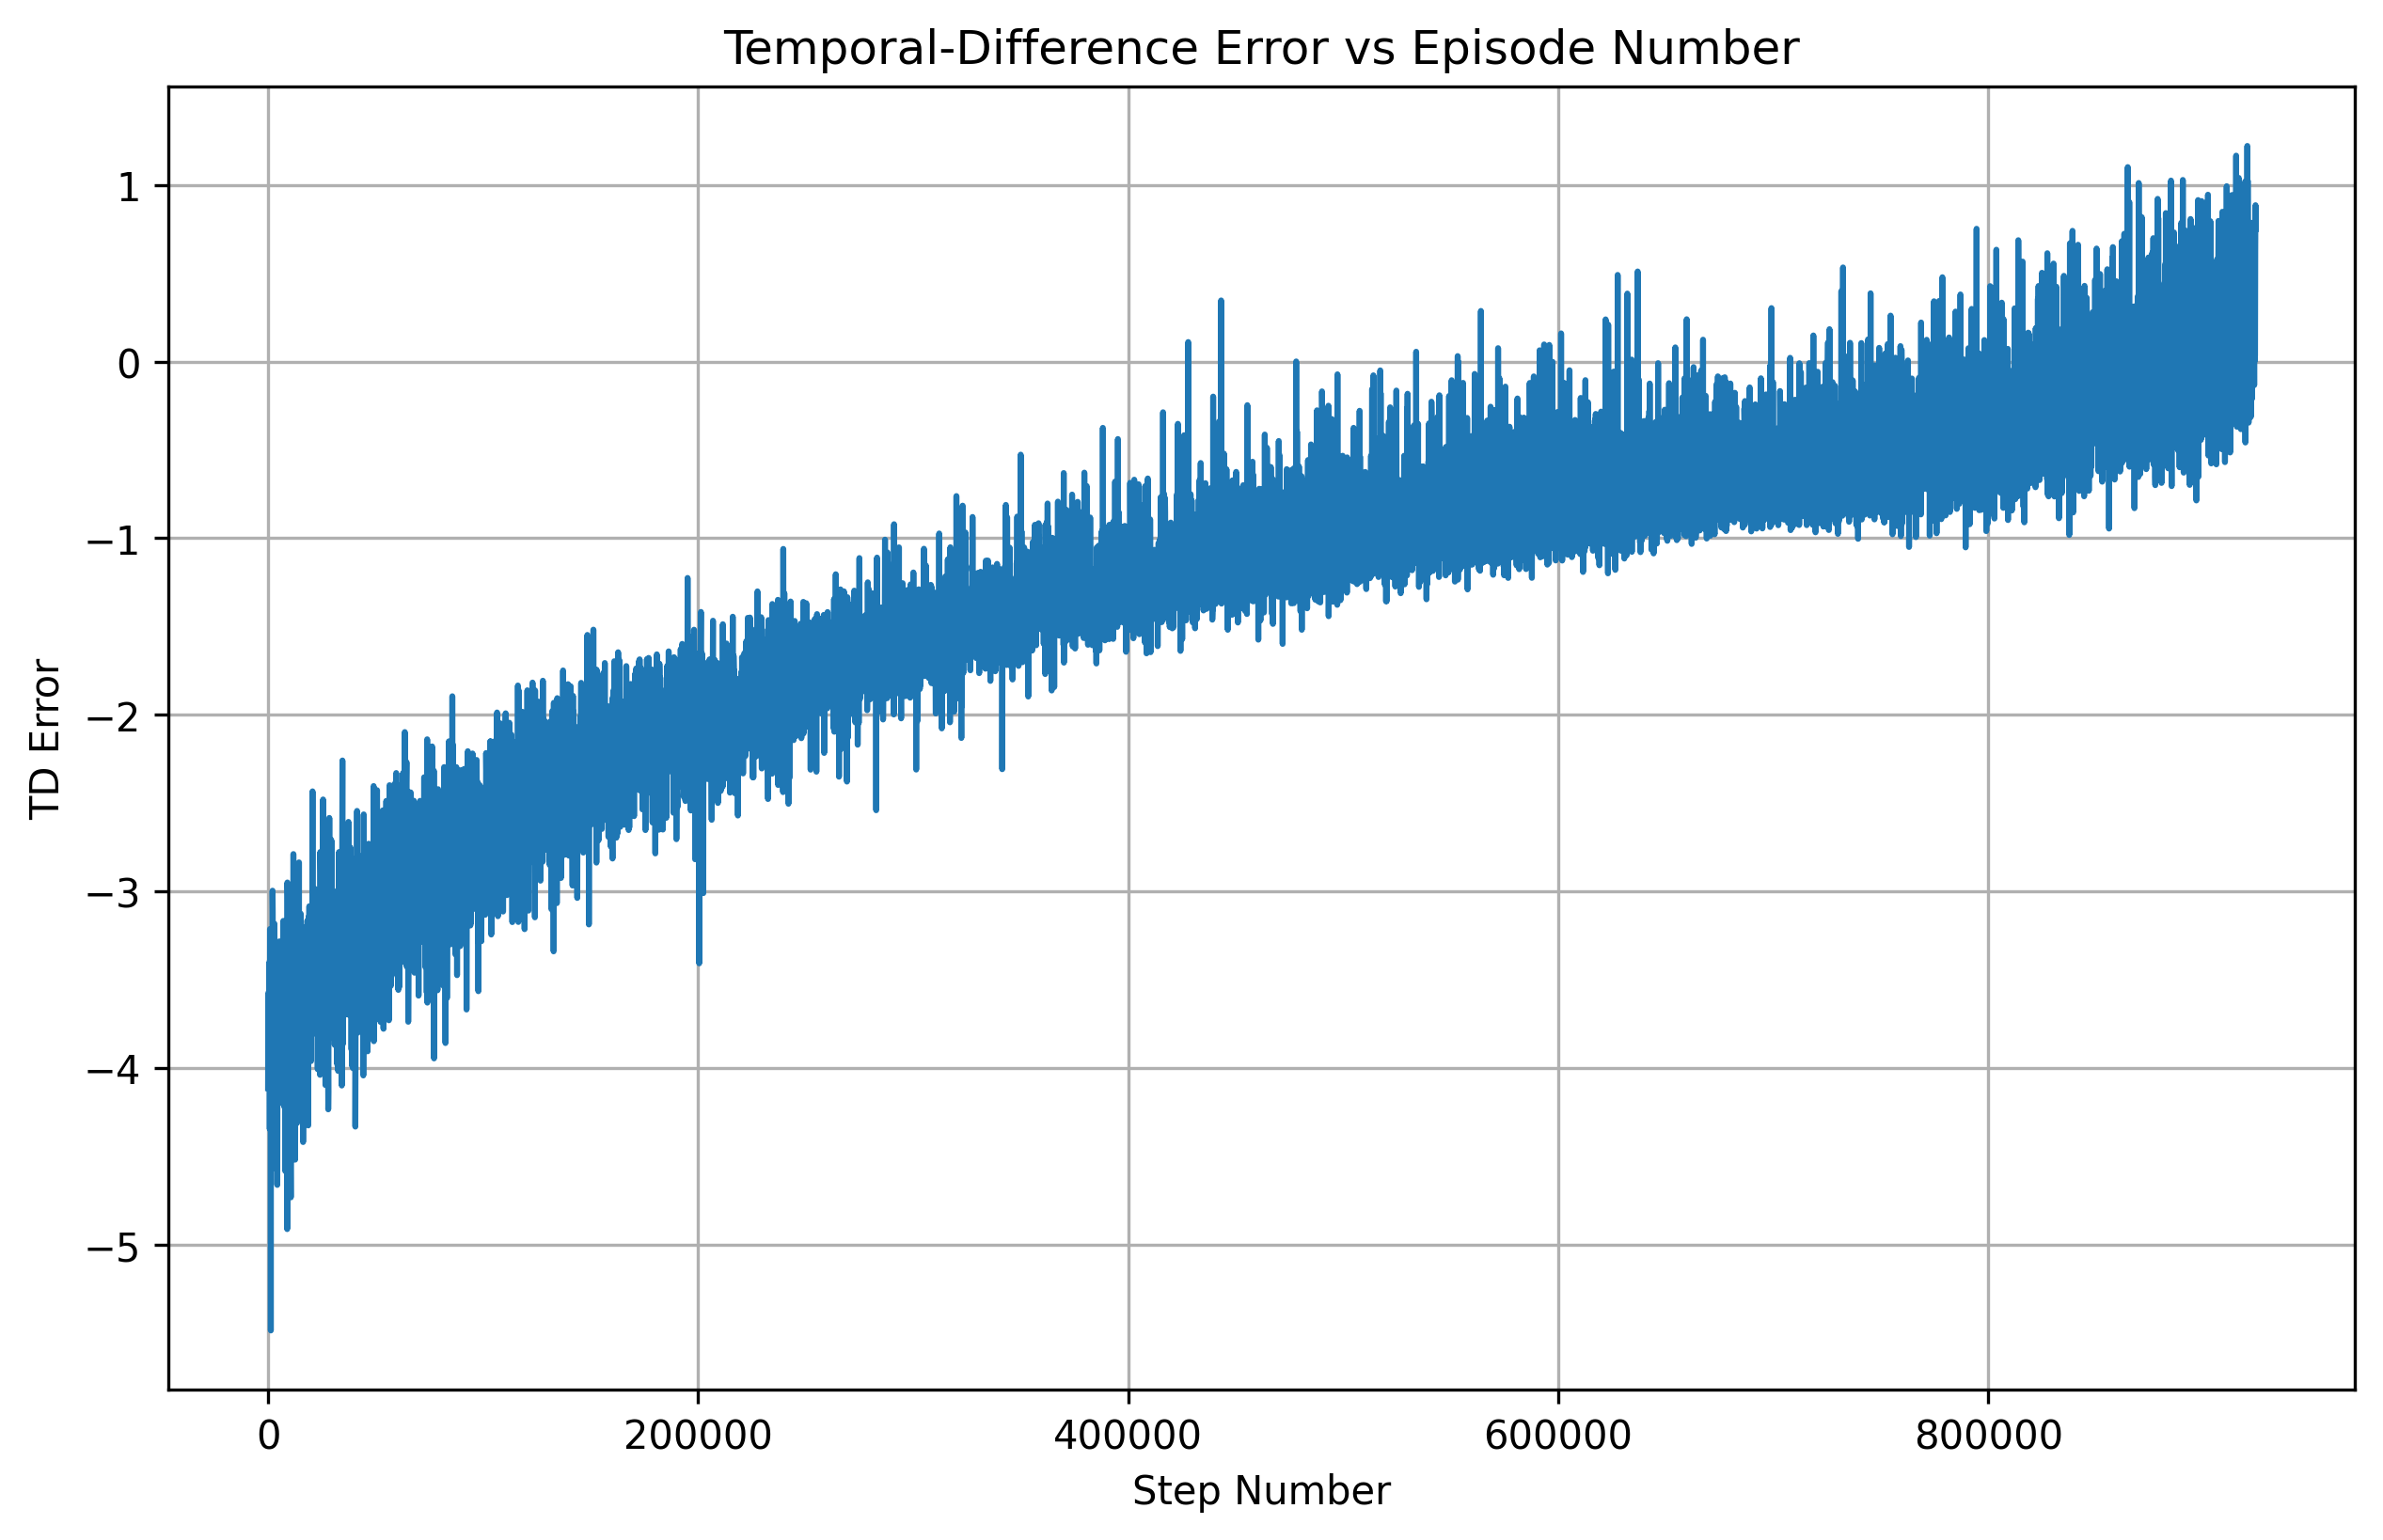 Temporal-Difference Error vs Episode Number
1
0
−1
−2
−3
−4
−5
TD Error
0 200000 400000 600000 800000
Step Number